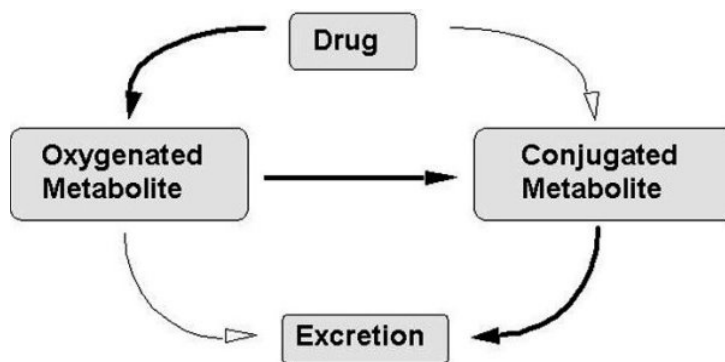 Drug
Oxygenated
Metabolite
Conjugated
Metabolite
Excretion